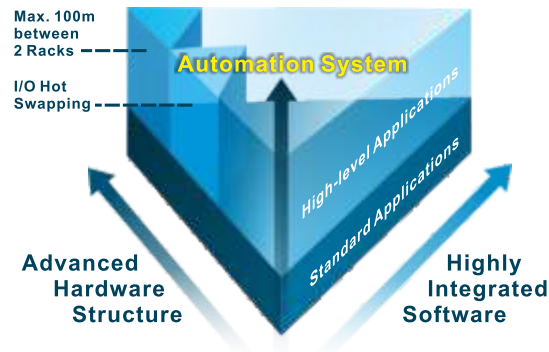 Max. 100m
between
2 Racks
I/O Hot
Swapping
Automation System
High-level Applications
Standard Applications
Advanced
Hardware
Structure
Highly
Integrated
Software